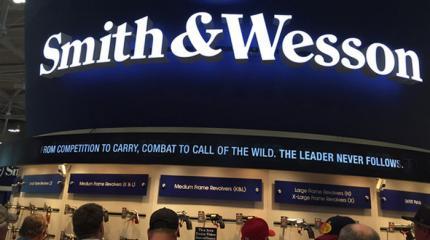 Smith & Wesson
FROM COMPETITION TO CARRY, COMBAT TO CALL OF THE WILD. THE LEADER NEVER FOLLOWS.
Medium Frame Revolvers (K&L)
Large Frame Revolvers (N)
X-Large Frame Revolvers (X)